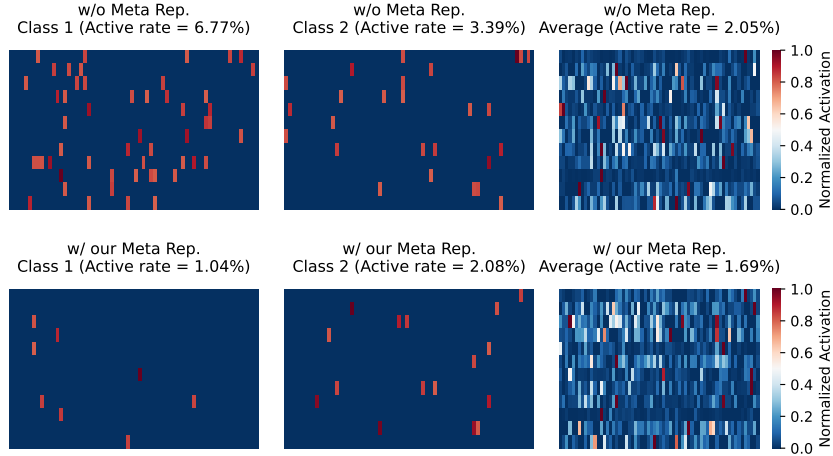 w/o Meta Rep.
Class 1 (Active rate = 6.77%)
w/o Meta Rep.
Class 2 (Active rate = 3.39%)
w/o Meta Rep.
Average (Active rate = 2.05%)
1.0
0.8
0.6
0.4
0.2
0.0
Normalized Activation
w/ our Meta Rep.
Class 1 (Active rate = 1.04%)
w/ our Meta Rep.
Class 2 (Active rate = 2.08%)
w/ our Meta Rep.
Average (Active rate = 1.69%)
1.0
0.8
0.6
0.4
0.2
0.0
Normalized Activation